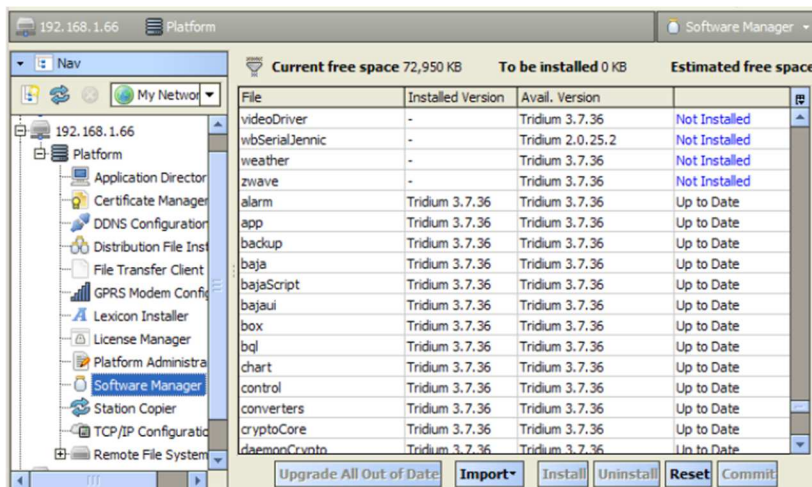 192.168.1.66 Platform Software Manager
Nav
My Networ
192.168.1.66
Platform
Application Director
Certificate Manager
DDNS Configuration
Distribution File Inst
File Transfer Client
GPRS Modem Config
Lexicon Installer
License Manager
Platform Administra
Software Manager
Station Copier
TCP/IP Configuratio
Remote File System
Current free space 72,950 KB To be installed 0 KB Estimated free space
File Installed Version Avail. Version
videoDriver - Tridium 3.7.36 Not Installed
wbSerialJennic - Tridium 2.0.25.2 Not Installed
weather - Tridium 3.7.36 Not Installed
zwave - Tridium 3.7.36 Not Installed
alarm Tridium 3.7.36 Tridium 3.7.36 Up to Date
app Tridium 3.7.36 Tridium 3.7.36 Up to Date
backup Tridium 3.7.36 Tridium 3.7.36 Up to Date
baja Tridium 3.7.36 Tridium 3.7.36 Up to Date
bajaScript Tridium 3.7.36 Tridium 3.7.36 Up to Date
bajaui Tridium 3.7.36 Tridium 3.7.36 Up to Date
box Tridium 3.7.36 Tridium 3.7.36 Up to Date
bql Tridium 3.7.36 Tridium 3.7.36 Up to Date
chart Tridium 3.7.36 Tridium 3.7.36 Up to Date
control Tridium 3.7.36 Tridium 3.7.36 Up to Date
converters Tridium 3.7.36 Tridium 3.7.36 Up to Date
cryptoCore Tridium 3.7.36 Tridium 3.7.36 Up to Date
daemonCrypto Tridium 3.7.36 Tridium 3.7.36 Up to Date
Upgrade All Out of Date Import Install Uninstall Reset Commit